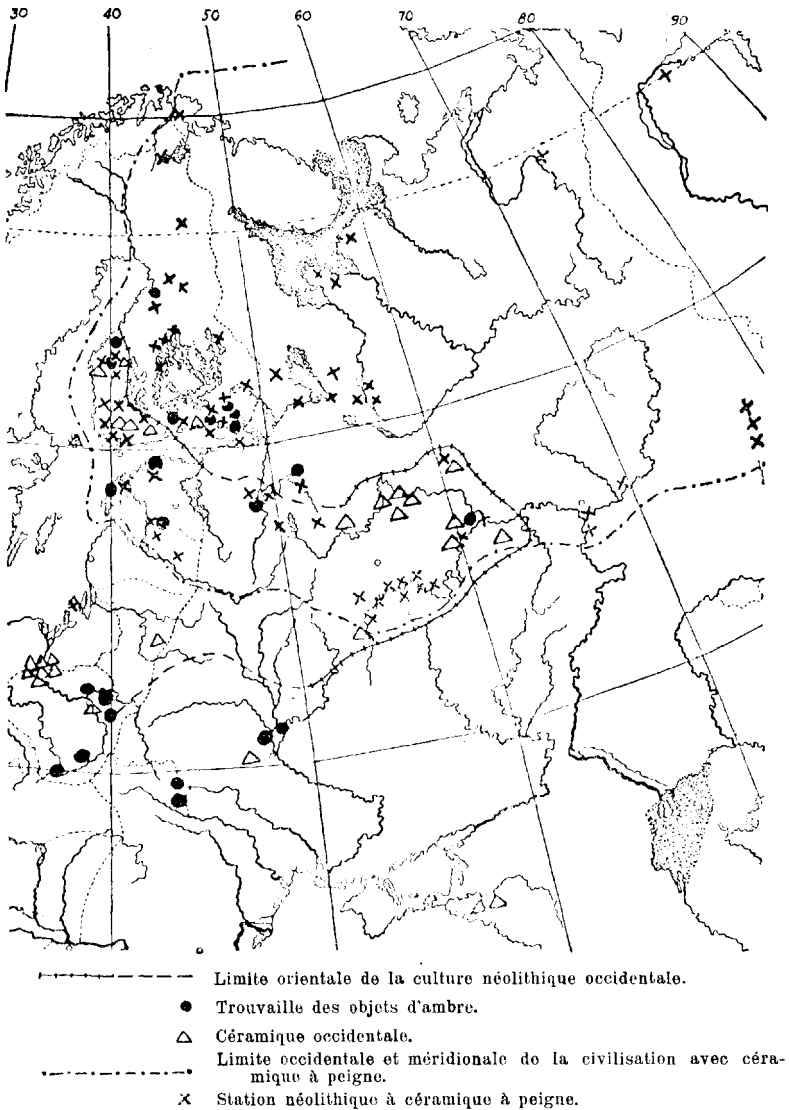 30 40 50 60 70 80 90
Limite orientale de la culture néolithique occidentale.
Trouvaille des objets d'ambre.
Céramique occidentale.
Limite occidentale et méridionale de la civilisation avec céra-
mique à peigne.
Station néolithique à céramique à peigne.